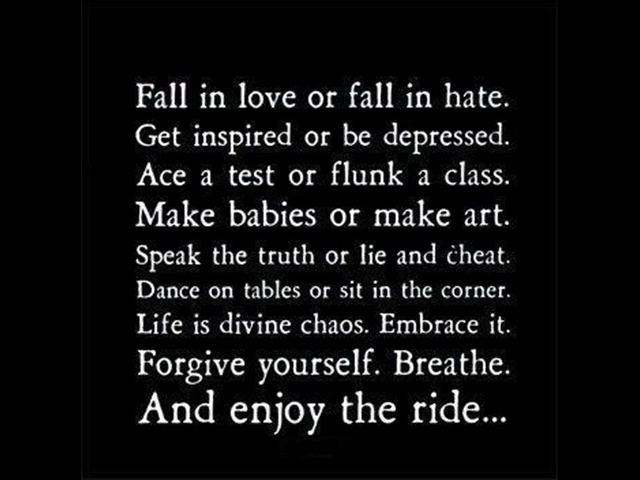 Fall in love or fall in hate.
Get inspired or be depressed.
Ace a test or flunk a class.
Make babies or make art.
Speak the truth or lie and cheat.
Dance on tables or sit in the corner.
Life is divine chaos. Embrace it.
Forgive yourself. Breathe.
And enjoy the ride...